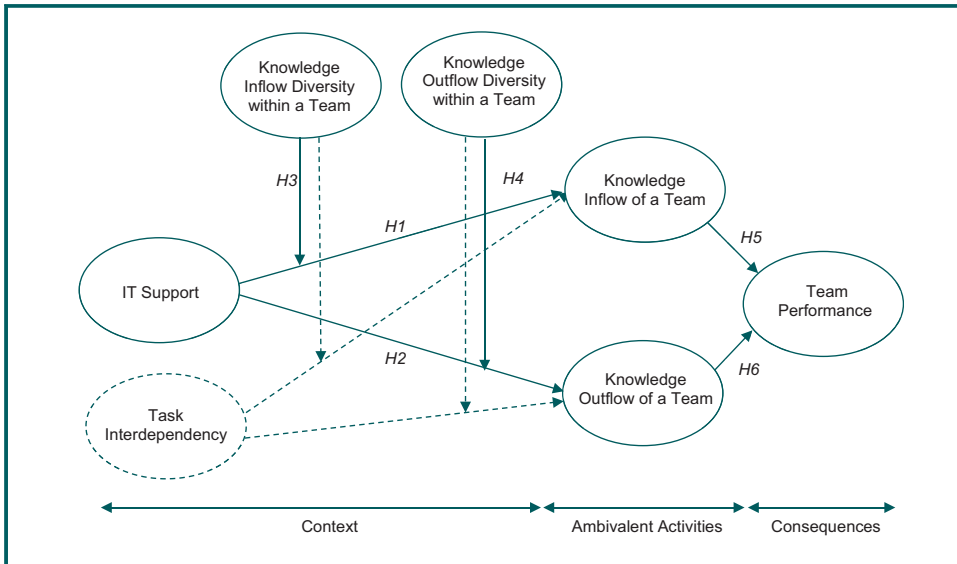 Knowledge
Inflow Diversity
within a Team
Knowledge
Outflow Diversity
within a Team
H3
H4
Knowledge
Inflow of a Team
H1
H5
IT Support
Team
Performance
H2
H6
Knowledge
Outflow of a Team
Task
Interdependency
Context
Ambivalent Activities
Consequences